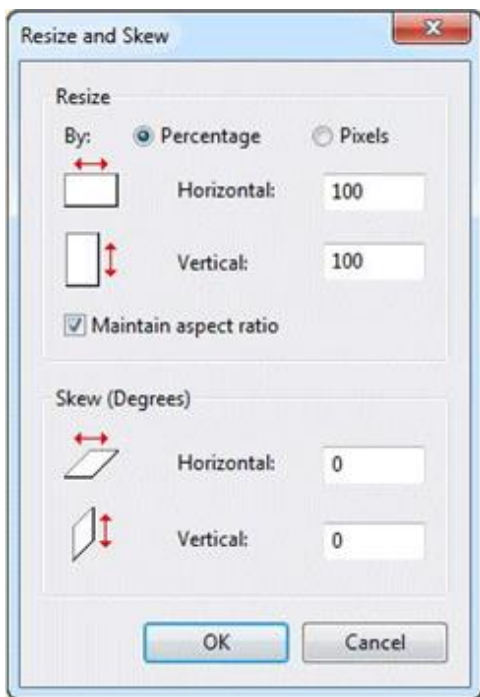 Resize and Skew
Resize
By: Percentage Pixels
Horizontal: 100
Vertical: 100
Maintain aspect ratio
Skew (Degrees)
Horizontal: 0
Vertical: 0
OK Cancel